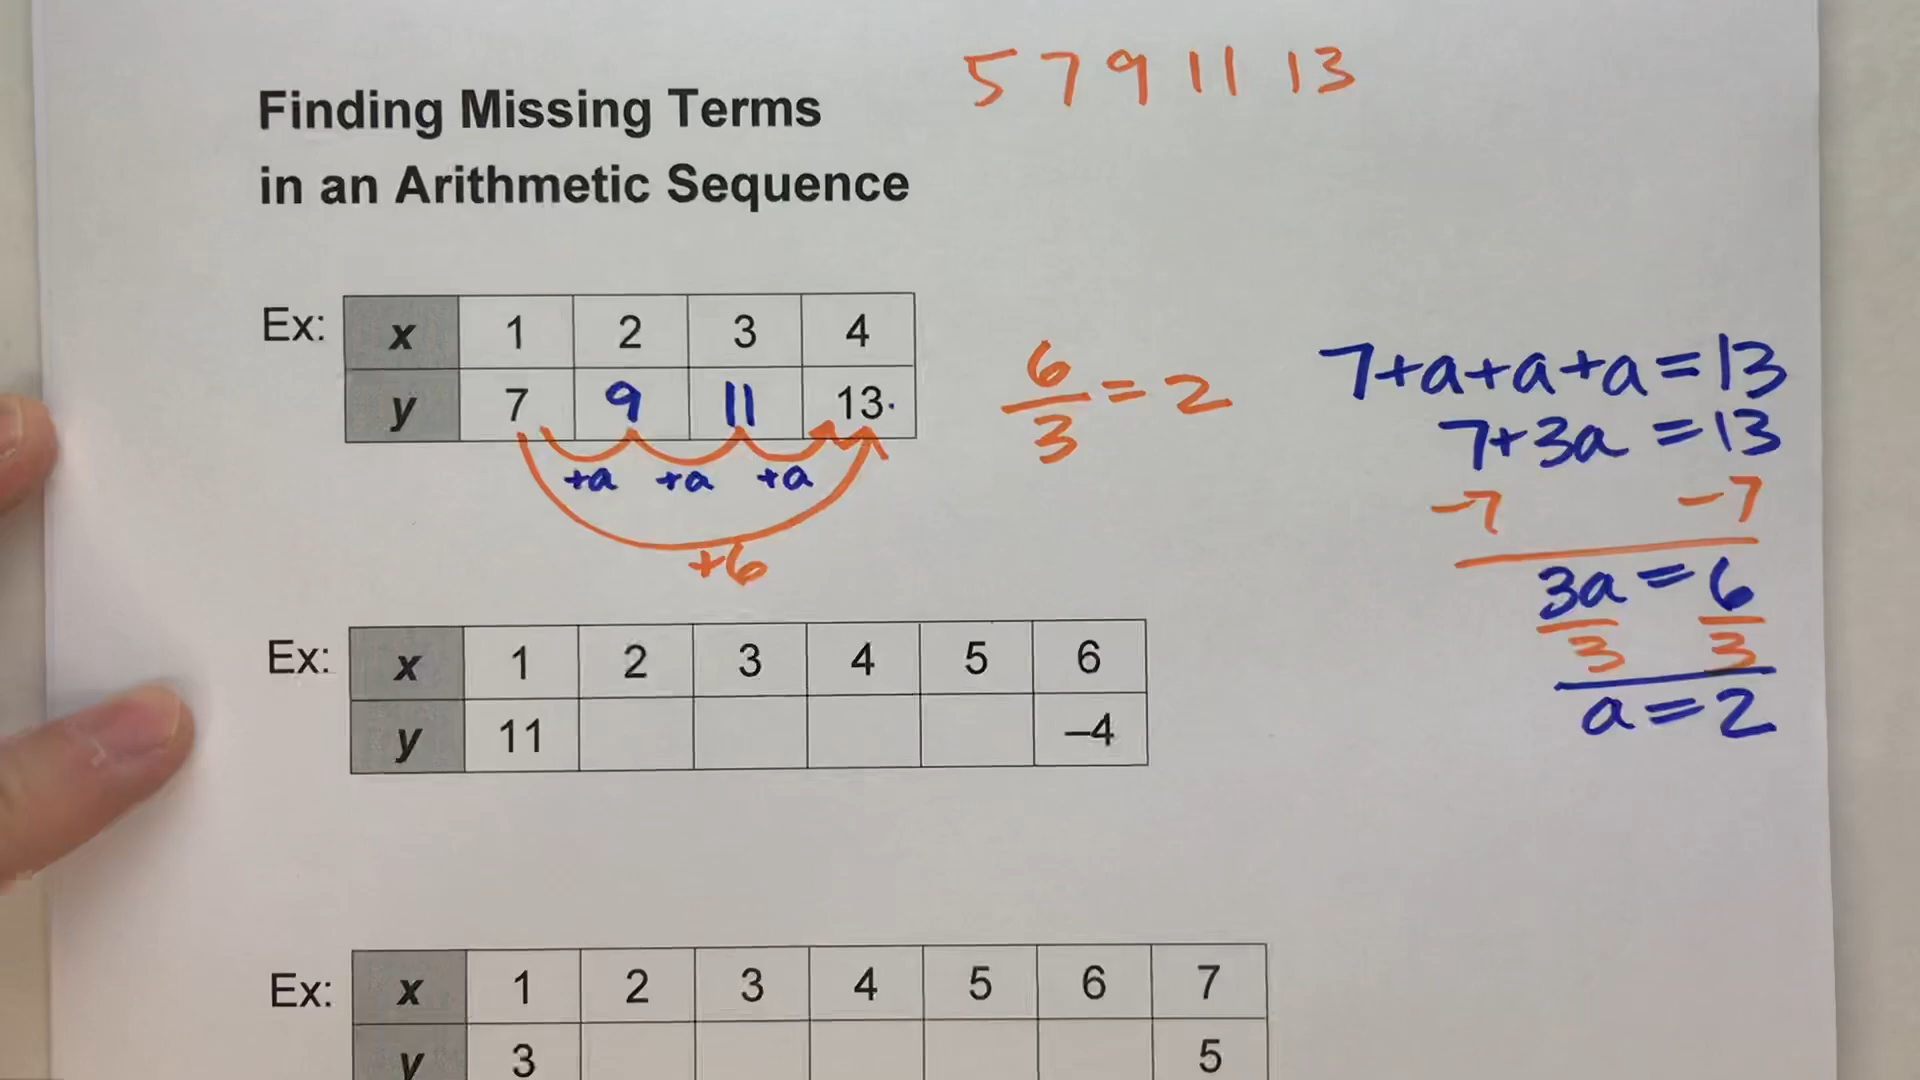 5 7 9 11 13
Finding Missing Terms
in an Arithmetic Sequence
Ex: x 1 2 3 4
y 7 9 11 13.
+a +a +a
+6
6
3 = 2
7+a+a+a=13
7+3a =13
-7 -7
3a = 6
3 3
a = 2
Ex: x 1 2 3 4 5 6
y 11 –4
Ex: x 1 2 3 4 5 6 7
y 3 5